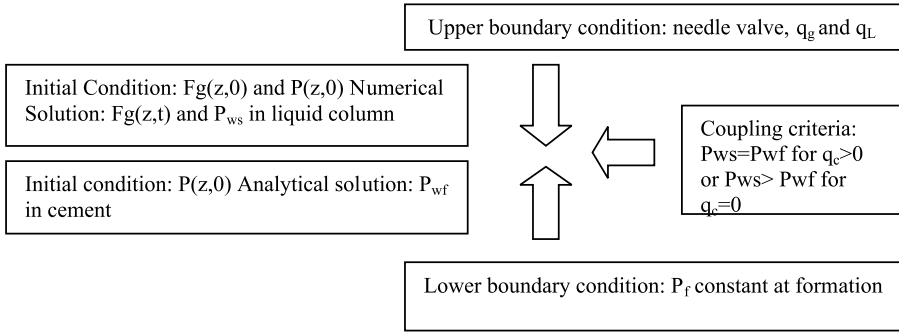 Upper boundary condition: needle valve, qg and qL
Initial Condition: Fg(z,0) and P(z,0) Numerical
Solution: Fg(z,t) and Pws in liquid column
Coupling criteria:
Pws=Pwf for qc>0
or Pws> Pwf for
qc=0
Initial condition: P(z,0) Analytical solution: Pwf
in cement
Lower boundary condition: Pf constant at formation